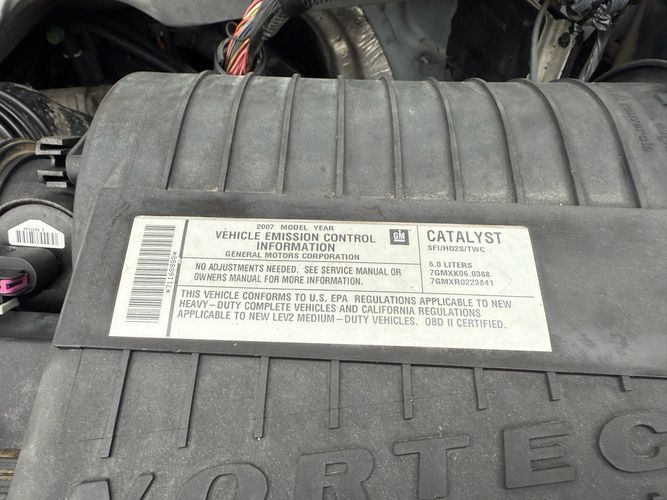 2007 MODEL YEAR
VEHICLE EMISSION CONTROL
INFORMATION
GENERAL MOTORS CORPORATION
GM
CATALYST
SFI/HO2S/TWC
NO ADJUSTMENTS NEEDED. SEE SERVICE MANUAL OR
OWNERS MANUAL FOR MORE INFORMATION.
6.0 LITERS
7GMXK06.0388
7GMXR0223841
THIS VEHICLE CONFORMS TO U.S. EPA REGULATIONS APPLICABLE TO NEW
HEAVY-DUTY COMPLETE VEHICLES AND CALIFORNIA REGULATIONS
APPLICABLE TO NEW LEV2 MEDIUM-DUTY VEHICLES. OBD II CERTIFIED.
VORTEC